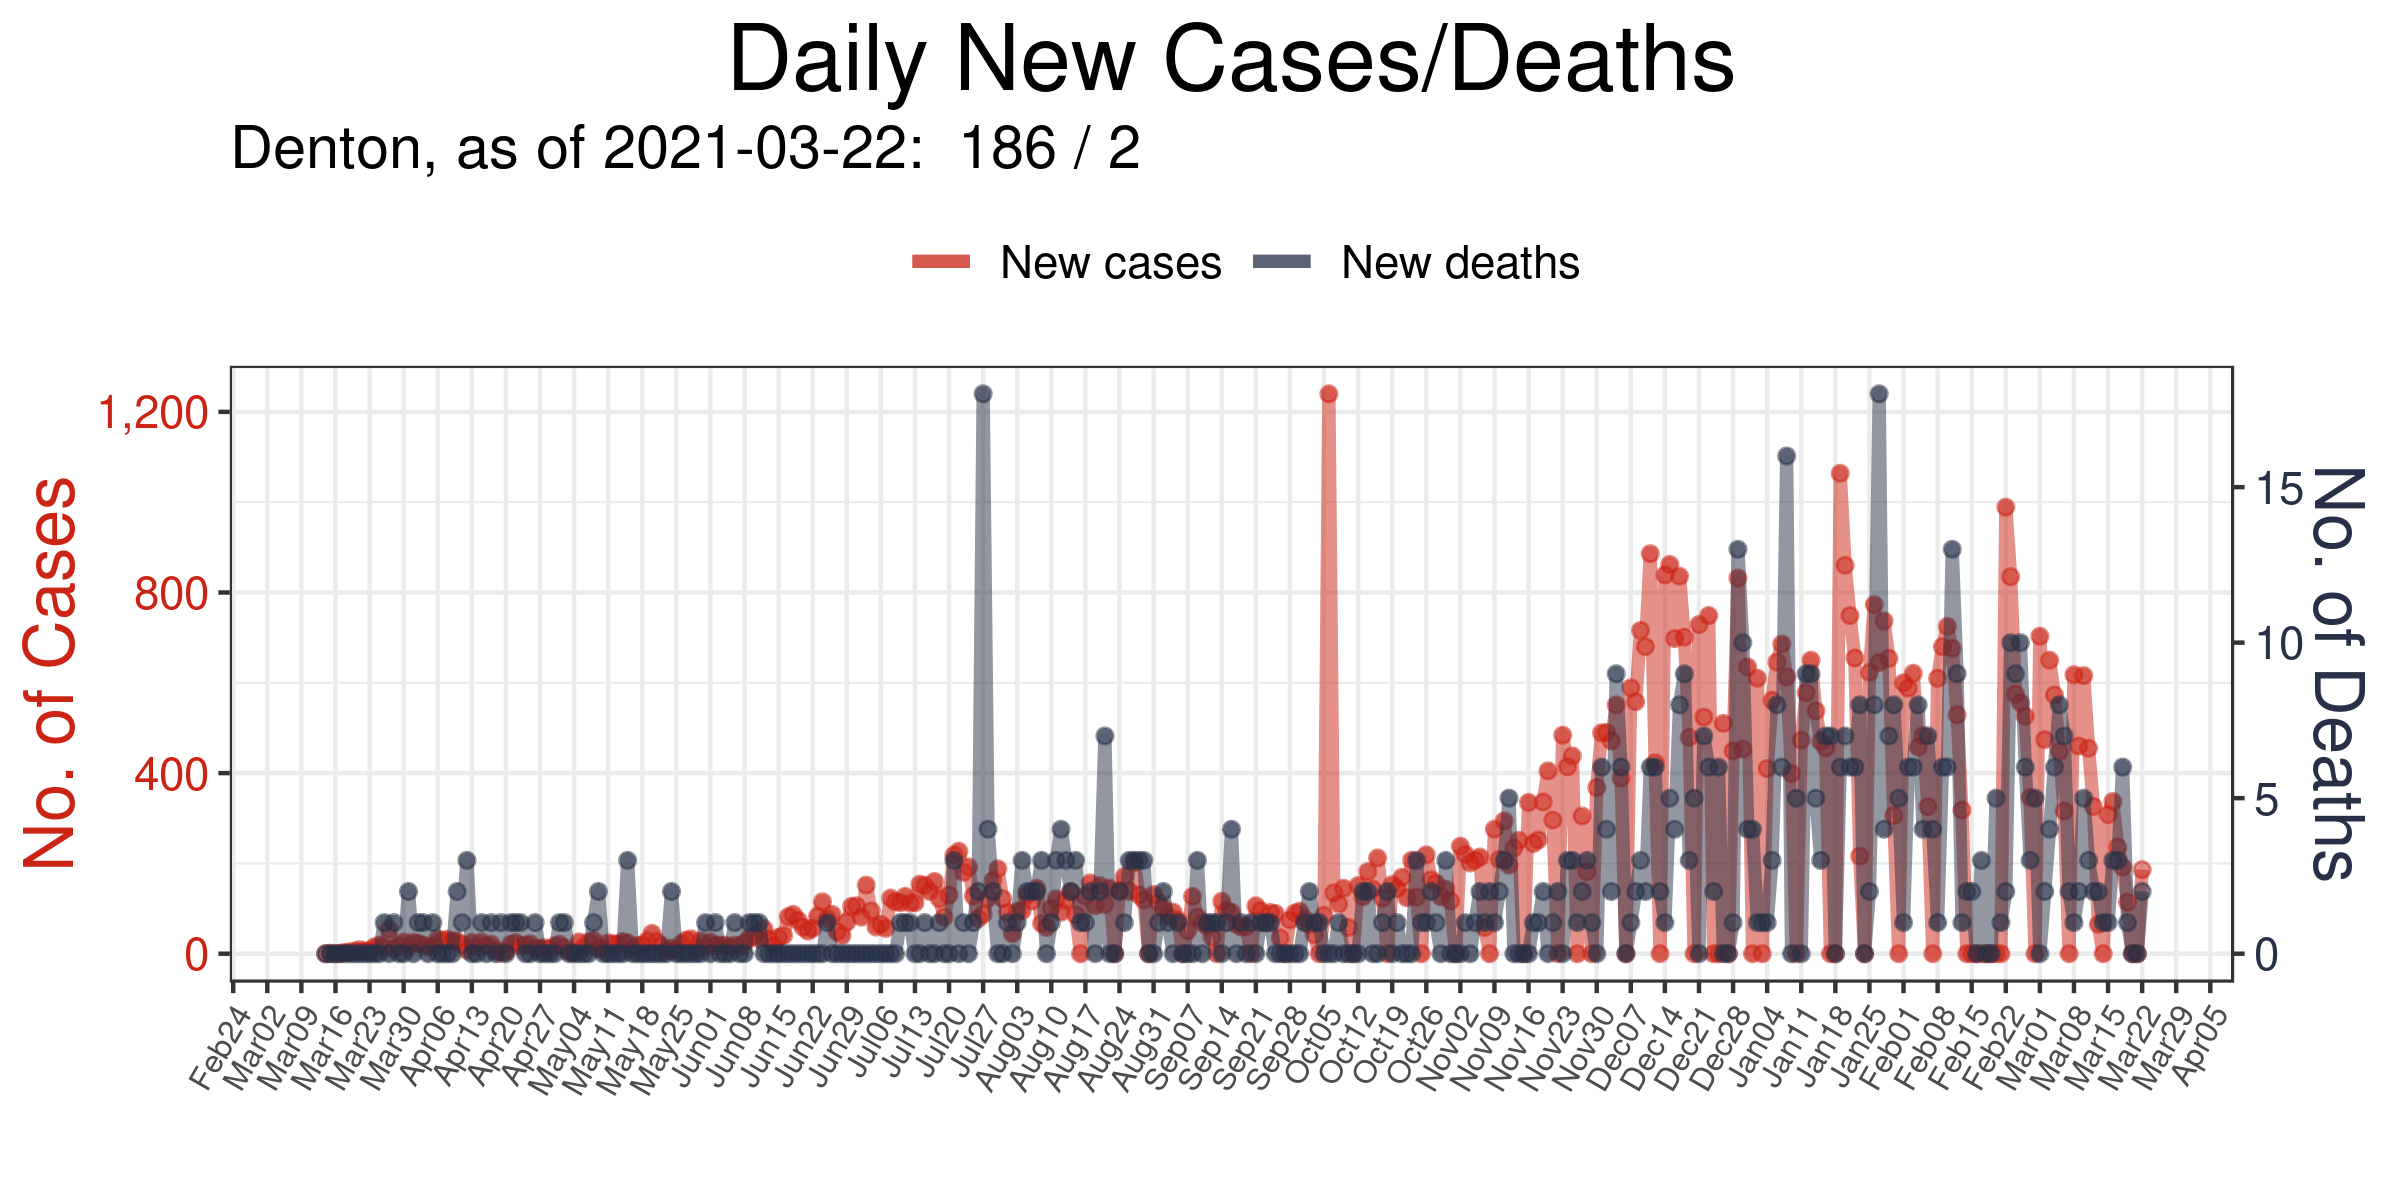 Daily New Cases/Deaths
Denton, as of 2021-03-22:  186 / 2
New cases New deaths
No. of Cases
1,200
800
400
0
15
10
5
0
No. of Deaths
Feb24 Mar02 Mar09 Mar16 Mar23 Mar30 Apr06 Apr13 Apr20 Apr27 May04 May11 May18 May25 Jun01 Jun08 Jun15 Jun22 Jun29 Jul06 Jul13 Jul20 Jul27 Aug03 Aug10 Aug17 Aug24 Aug31 Sep07 Sep14 Sep21 Sep28 Oct05 Oct12 Oct19 Oct26 Nov02 Nov09 Nov16 Nov23 Nov30 Dec07 Dec14 Dec21 Dec28 Jan04 Jan11 Jan18 Jan25 Feb01 Feb08 Feb15 Feb22 Mar01 Mar08 Mar15 Mar22 Mar29 Apr05